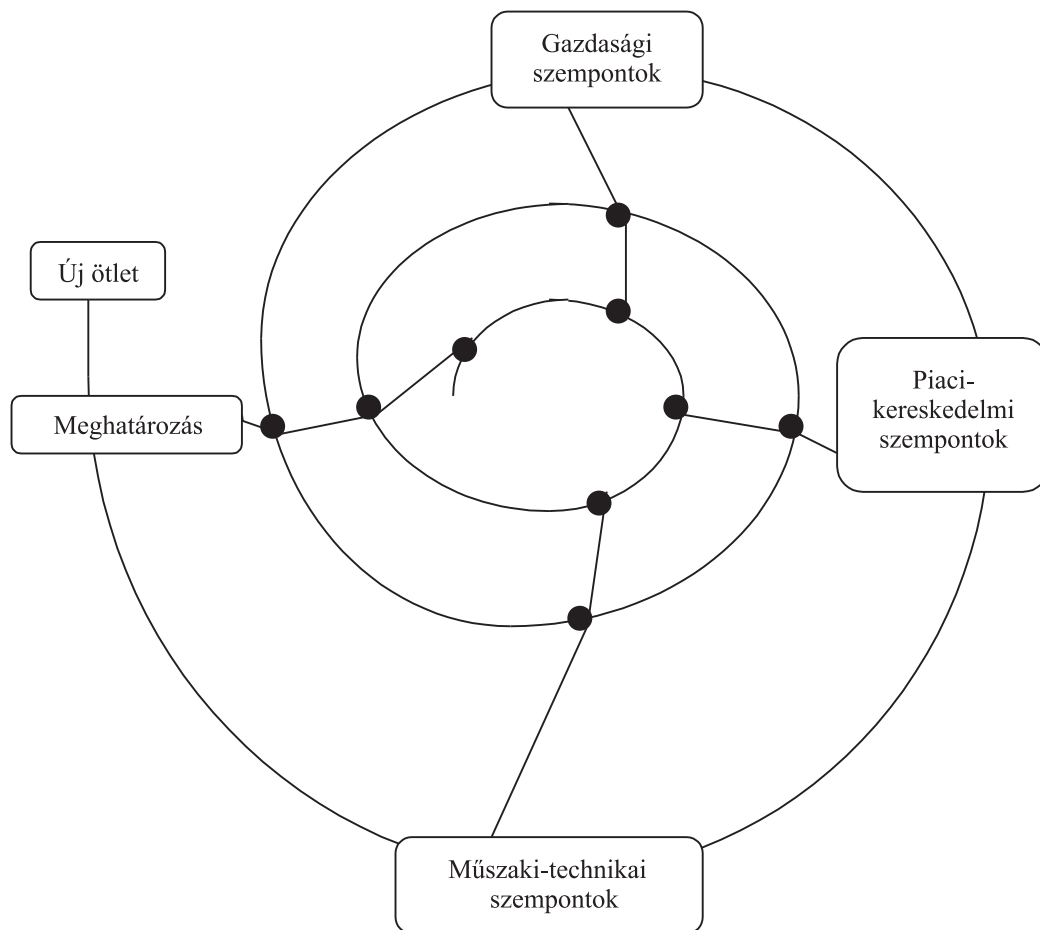 Gazdasági
szempontok
Új ötlet
Meghatározás
Piaci-
kereskedelmi
szempontok
Műszaki-technikai
szempontok